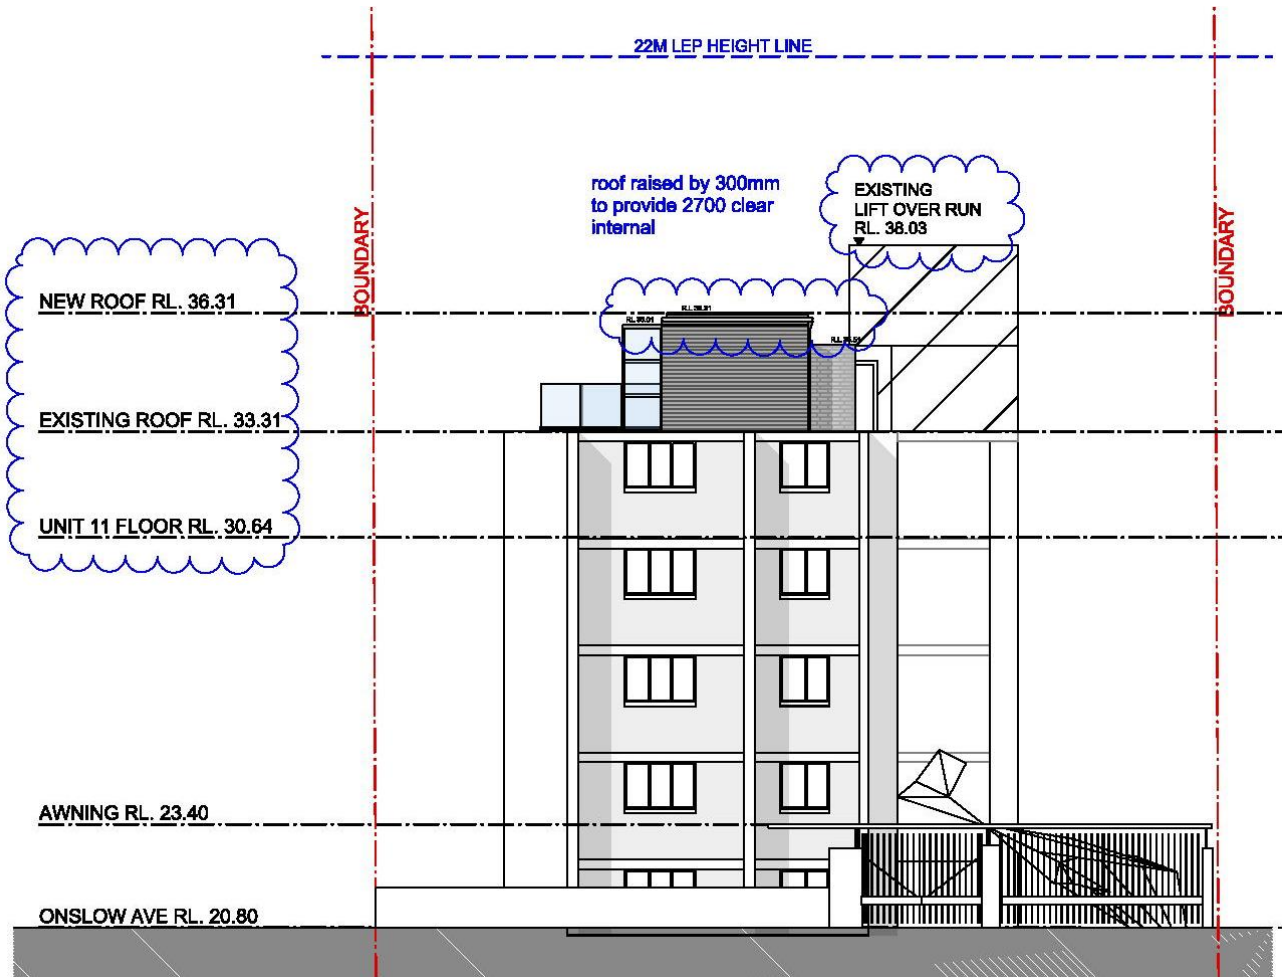 22M LEP HEIGHT LINE
roof raised by 300mm
to provide 2700 clear
internal
EXISTING
LIFT OVER RUN
RL. 38.03
BOUNDARY
BOUNDARY
NEW ROOF RL. 36.31
EXISTING ROOF RL. 33.31
UNIT 11 FLOOR RL. 30.64
AWNING RL. 23.40
ONSLOW AVE RL. 20.80